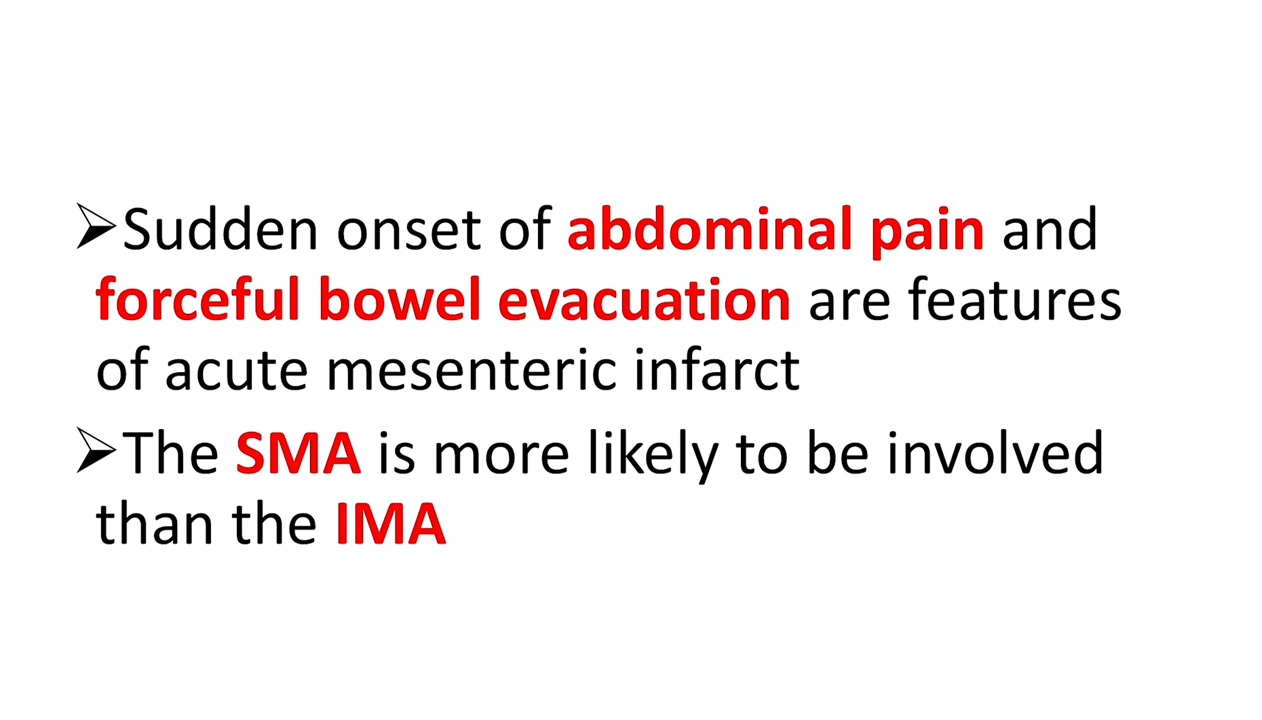 ➢Sudden onset of abdominal pain and
forceful bowel evacuation are features
of acute mesenteric infarct
➢The SMA is more likely to be involved
than the IMA